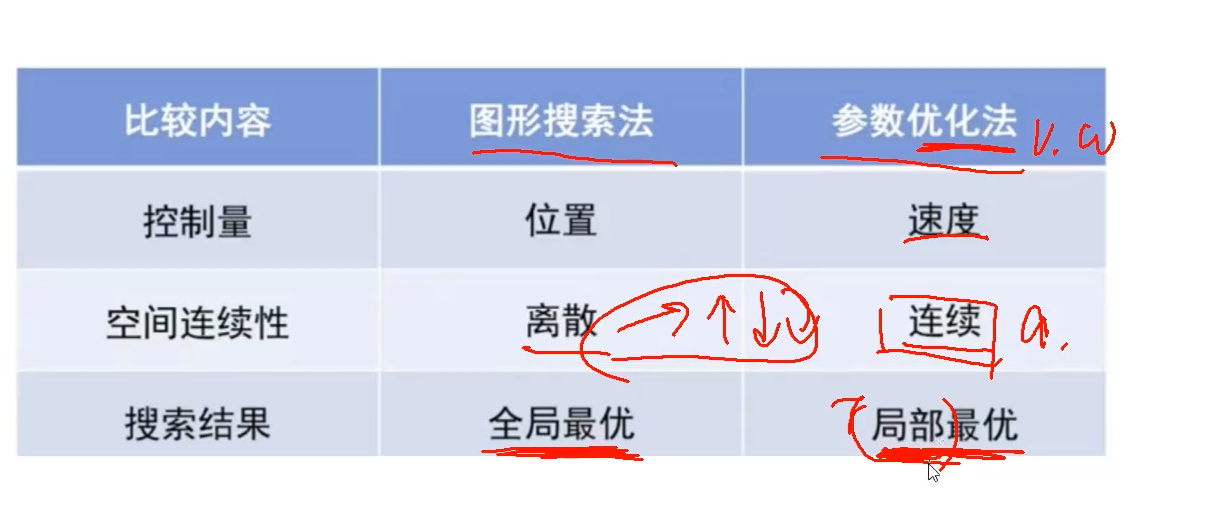 比较内容 图形搜索法 参数优化法 v.ω
控制量 位置 速度
空间连续性 离散 →↑↓↓ 连续 a.
搜索结果 全局最优 局部最优